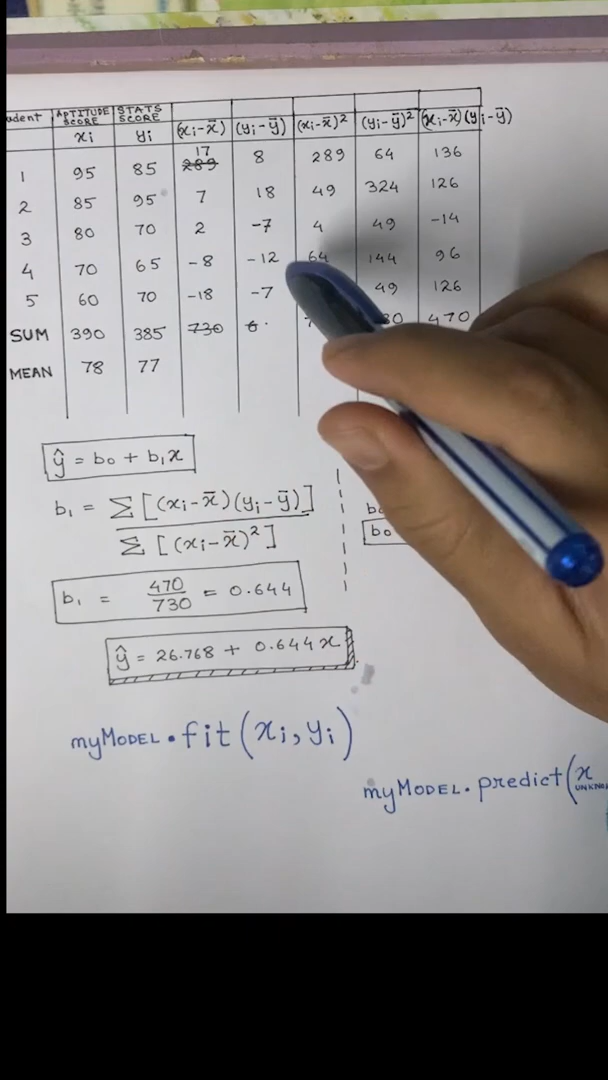 udent APTITUDE SCORE xi STATS SCORE yi (xi-x̄) (yi-ȳ) (xi-x̄)² (yi-ȳ)² (xi-x̄)(yi-ȳ)
1 95 85 289 17 8 289 64 136
2 85 95 7 18 49 324 126
3 80 70 2 -7 4 49 -14
4 70 65 -8 -12 64 144 96
5 60 70 -18 -7 49 126
SUM 390 385 730 30 470
MEAN 78 77
ŷ = b₀ + b₁x
b₁ = Σ[(xi-x̄)(yi-ȳ)]
Σ[(xi-x̄)²]
b₀
b₁ = 470/730 = 0.644
ŷ = 26.768 + 0.644x
myMODEL.fit(xi,yi)
myMODEL.predict(x